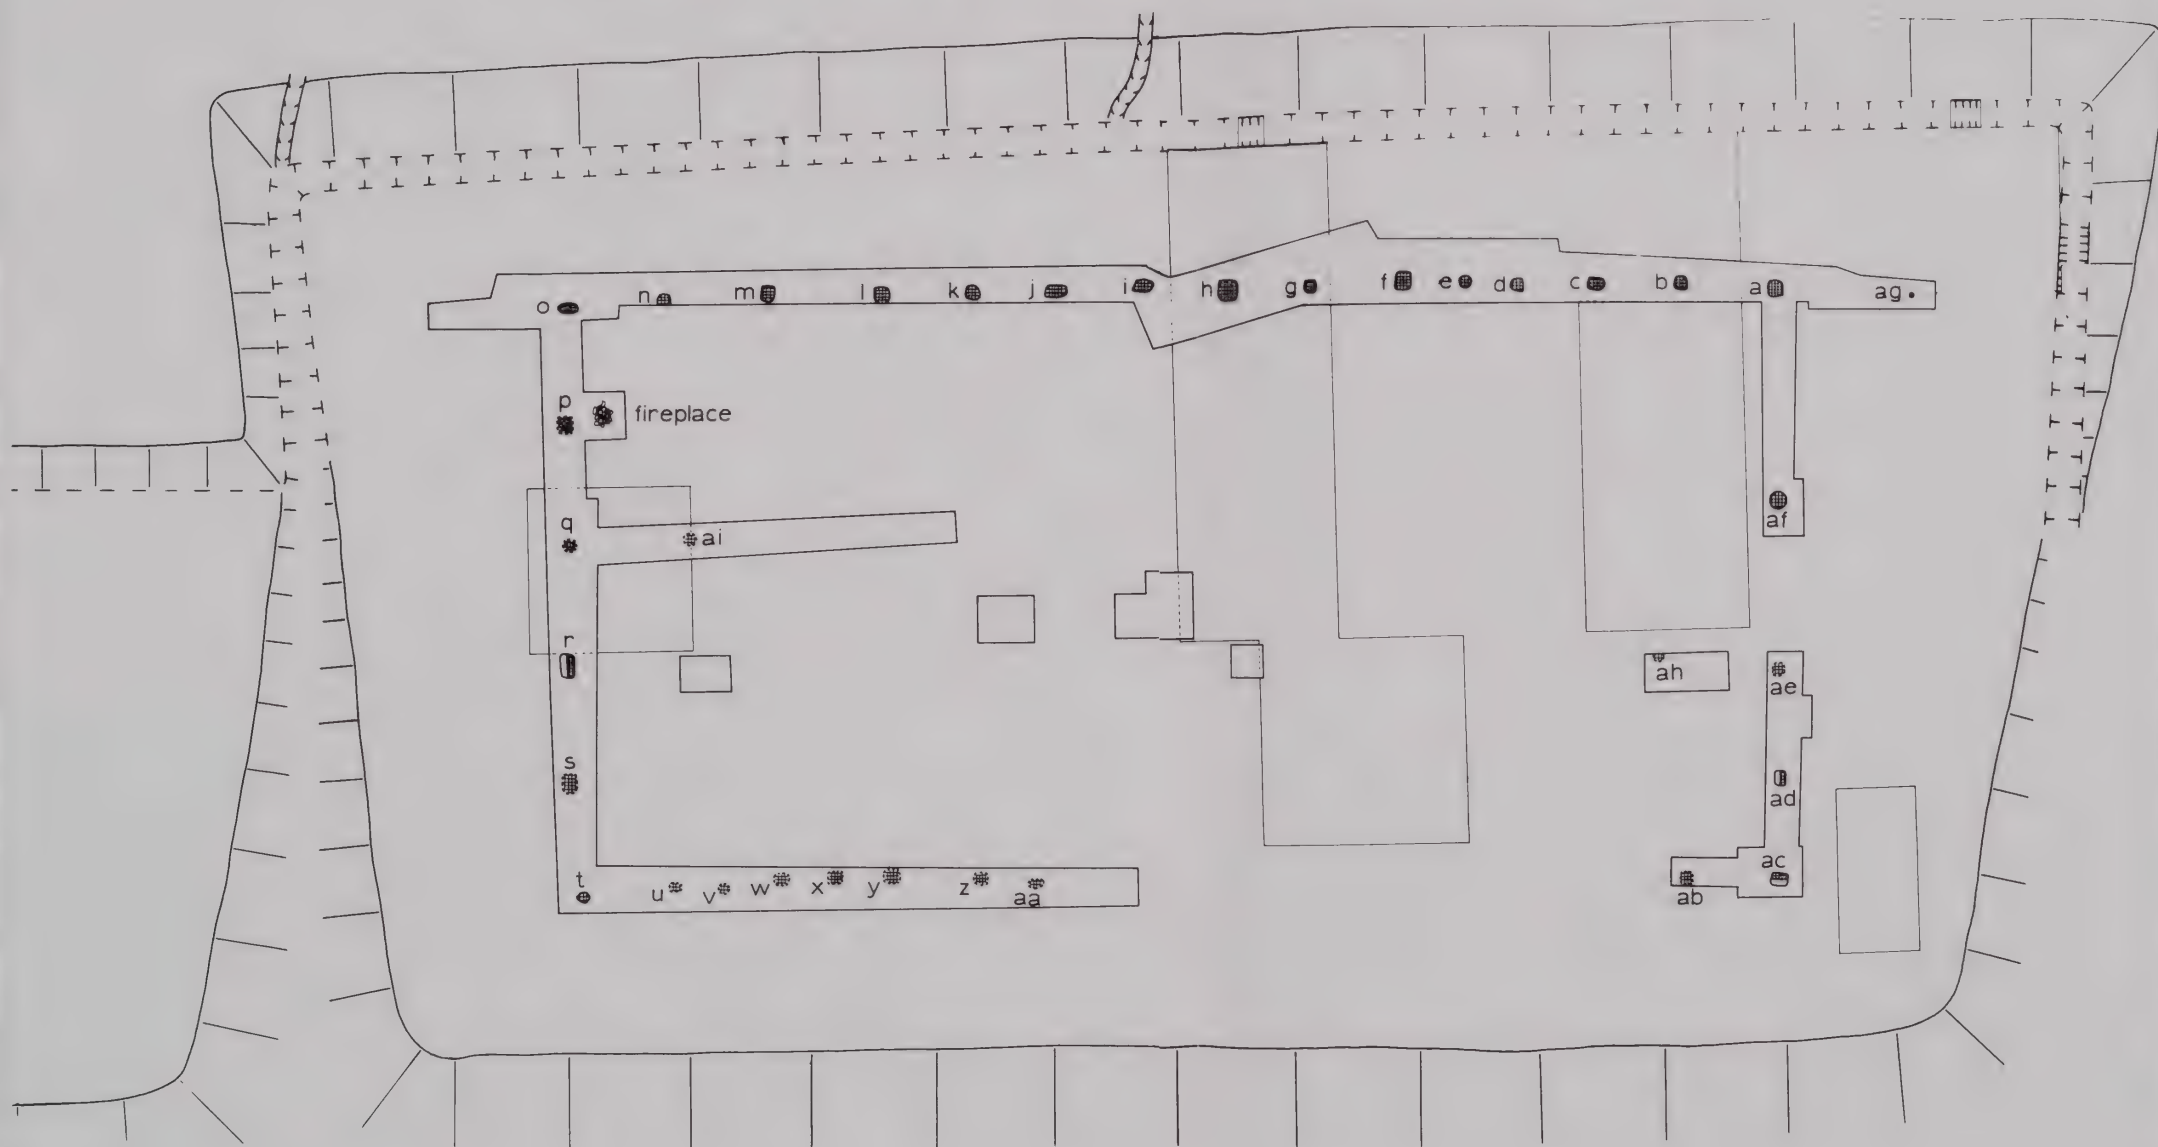 o n m l k j i h g f e d c b a ag
p fireplace
q ai af
r ah ae
s ad
t u v w x y z aa ab ac